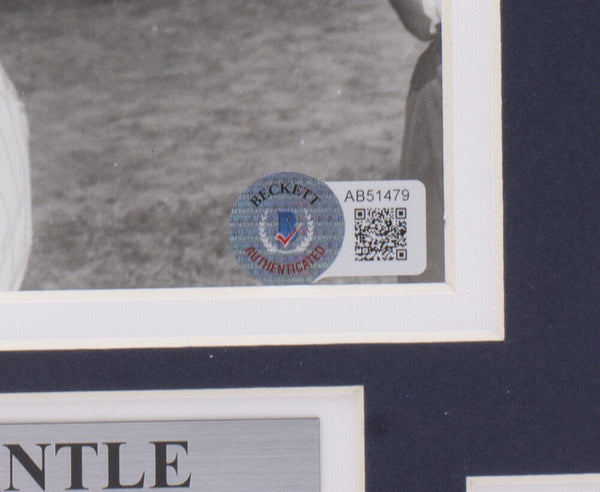 BECKETT
AUTHENTICATED
AB51479
NTLE